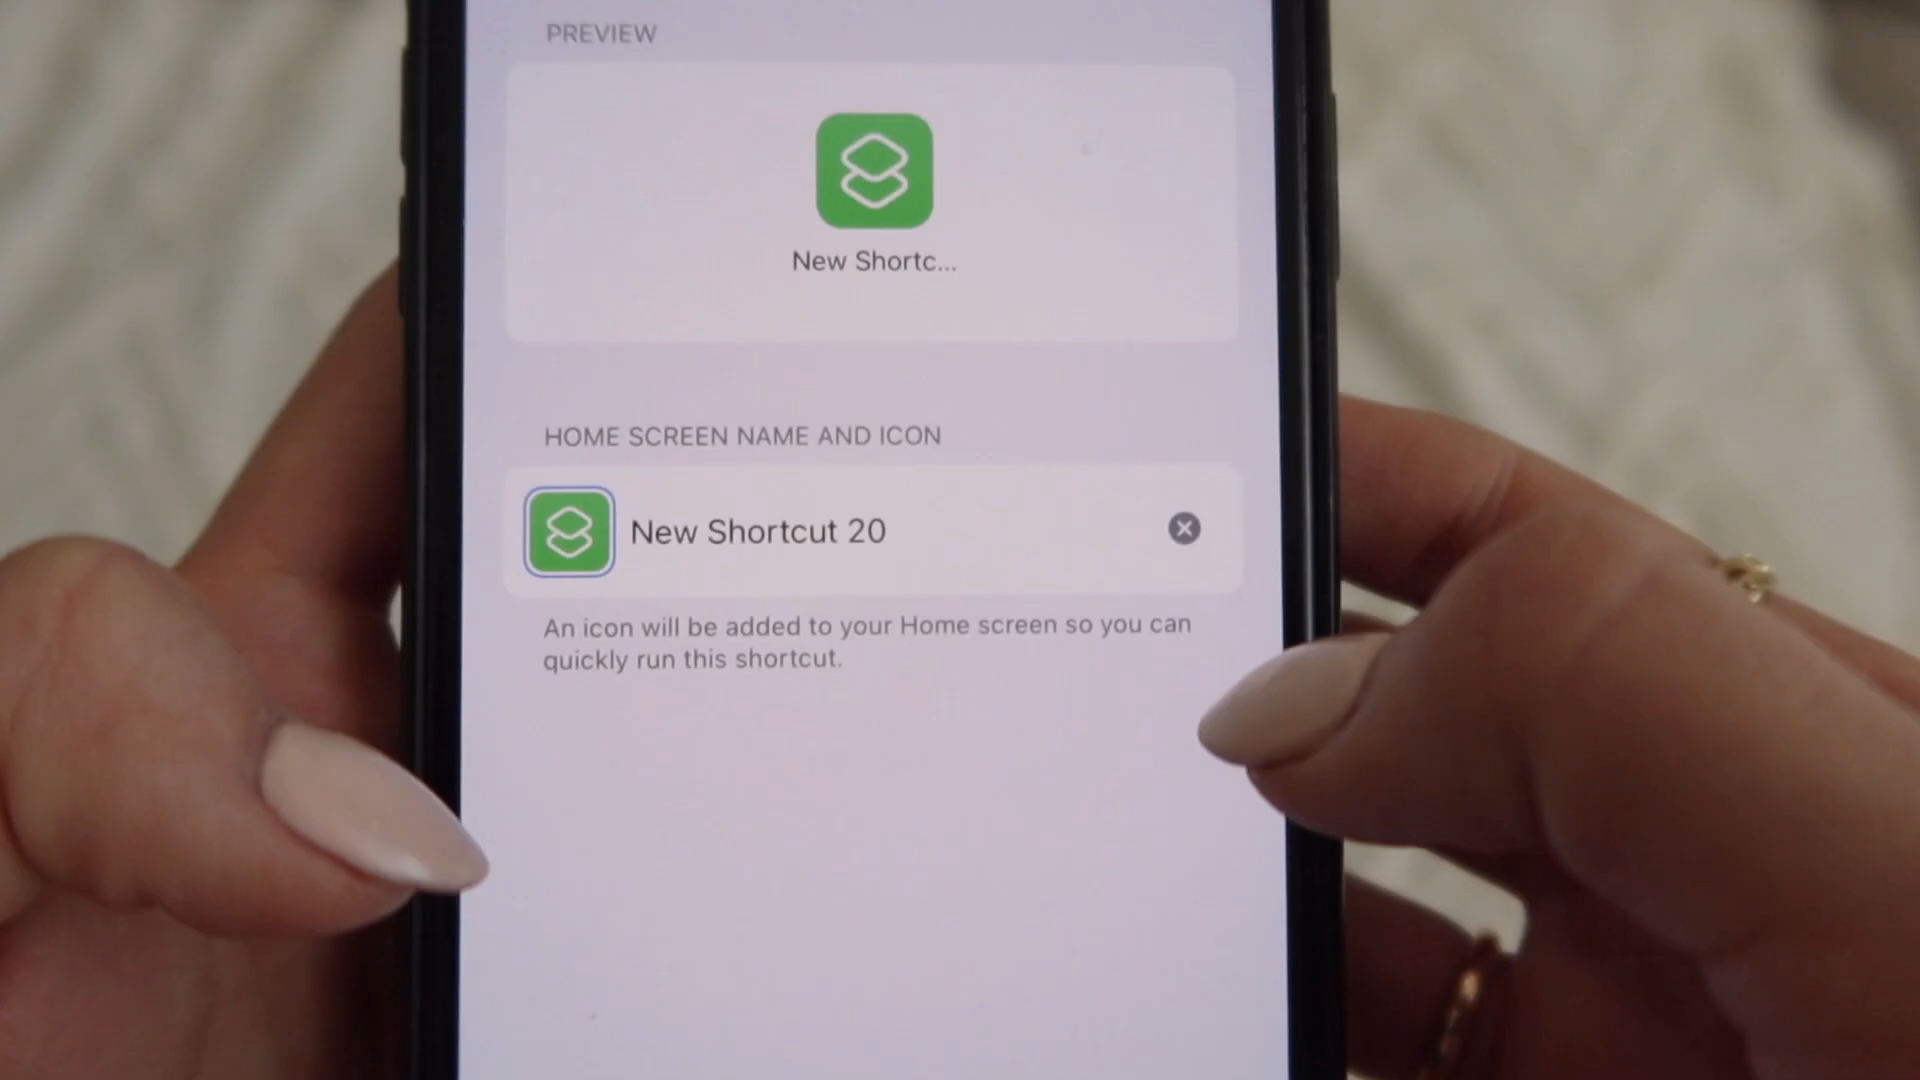 PREVIEW
New Shortc...
HOME SCREEN NAME AND ICON
New Shortcut 20
An icon will be added to your Home screen so you can
quickly run this shortcut.